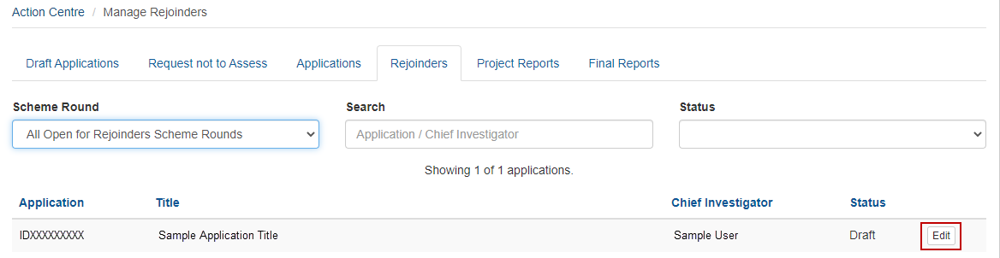 Action Centre / Manage Rejoinders
Draft Applications Request not to Assess Applications Rejoinders Project Reports Final Reports
Scheme Round Search Status
All Open for Rejoinders Scheme Rounds Application / Chief Investigator
Showing 1 of 1 applications.
Application Title Chief Investigator Status
IDXXXXXXXXX Sample Application Title Sample User Draft Edit